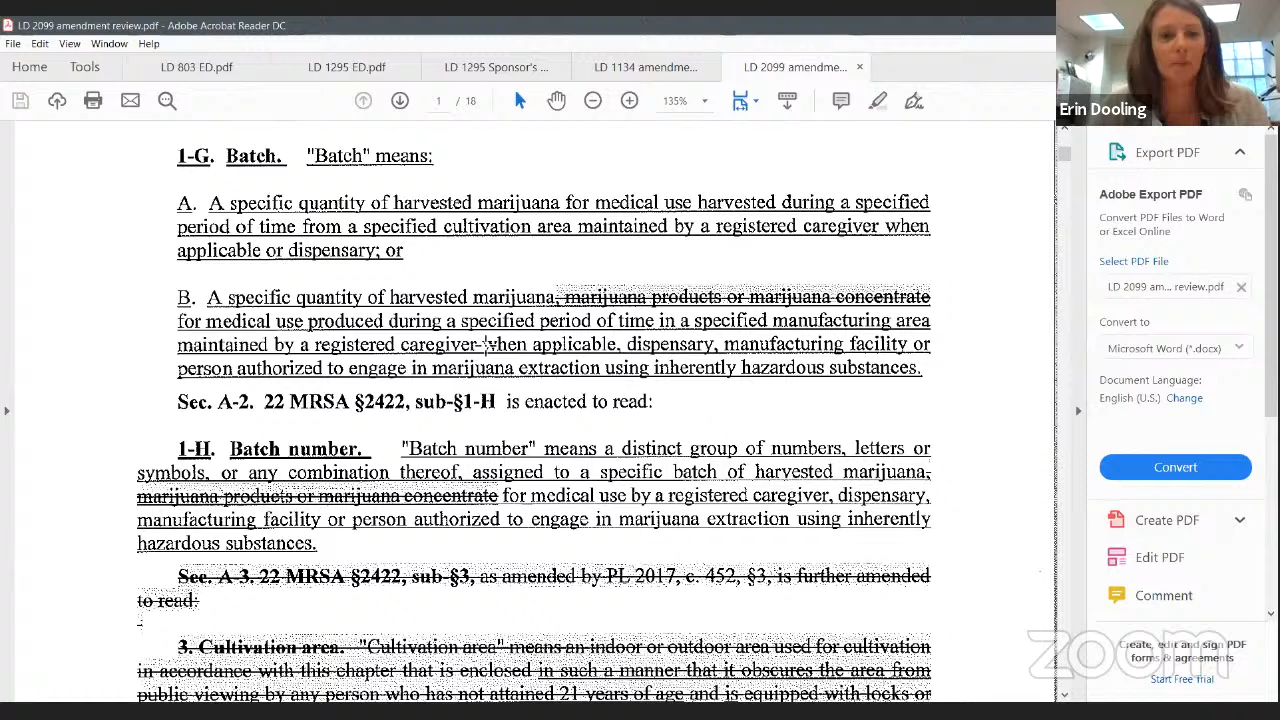 LD 2099 amendment review.pdf - Adobe Acrobat Reader DC
File Edit View Window Help
Home Tools LD 803 ED.pdf LD 1295 ED.pdf LD 1295 Sponsor's ... LD 1134 amendme... LD 2099 amendme... ×
1 / 18 135%
Erin Dooling
1-G. Batch. "Batch" means:
A. A specific quantity of harvested marijuana for medical use harvested during a specified
period of time from a specified cultivation area maintained by a registered caregiver when
applicable or dispensary; or
B. A specific quantity of harvested marijuana, marijuana products or marijuana concentrate
for medical use produced during a specified period of time in a specified manufacturing area
maintained by a registered caregiver when applicable, dispensary, manufacturing facility or
person authorized to engage in marijuana extraction using inherently hazardous substances.
Sec. A-2. 22 MRSA §2422, sub-§1-H is enacted to read:
1-H. Batch number. "Batch number" means a distinct group of numbers, letters or
symbols, or any combination thereof, assigned to a specific batch of harvested marijuana,
marijuana products or marijuana concentrate for medical use by a registered caregiver, dispensary,
manufacturing facility or person authorized to engage in marijuana extraction using inherently
hazardous substances.
Sec. A-3. 22 MRSA §2422, sub-§3, as amended by PL 2017, c. 452, §3, is further amended
to read:
3. Cultivation area. "Cultivation area" means an indoor or outdoor area used for cultivation
in accordance with this chapter that is enclosed in such a manner that it obscures the area from
public viewing by any person who has not attained 21 years of age and is equipped with locks or
Export PDF
Adobe Export PDF
Convert PDF Files to Word
or Excel Online
Select PDF File
LD 2099 am... review.pdf ×
Convert to
Microsoft Word (*.docx)
Document Language:
English (U.S.) Change
Convert
Create PDF
Edit PDF
Comment
Create, edit and sign PDF
forms & agreements
Start Free Trial
zoom